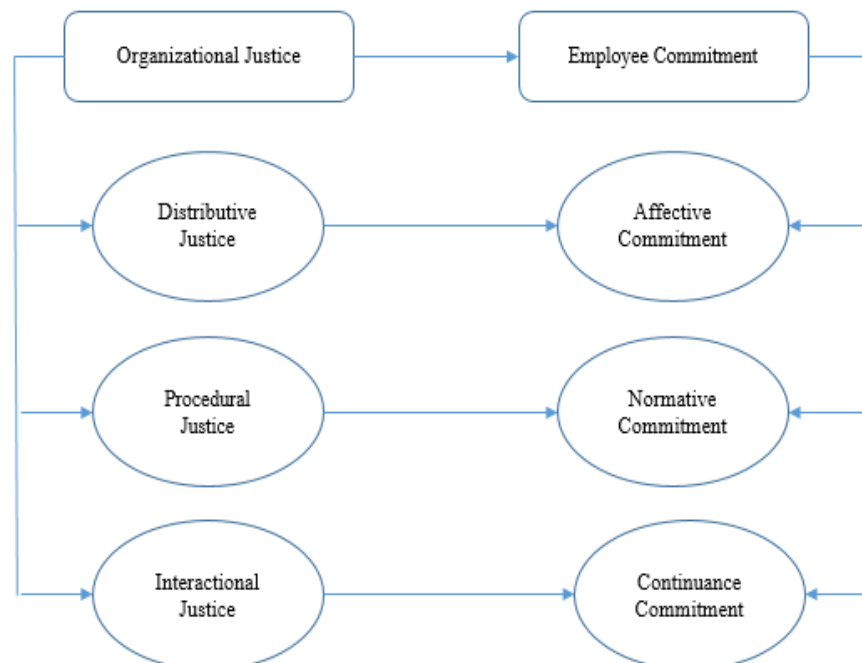 Organizational Justice
Employee Commitment
Distributive
Justice
Affective
Commitment
Procedural
Justice
Normative
Commitment
Interactional
Justice
Continuance
Commitment